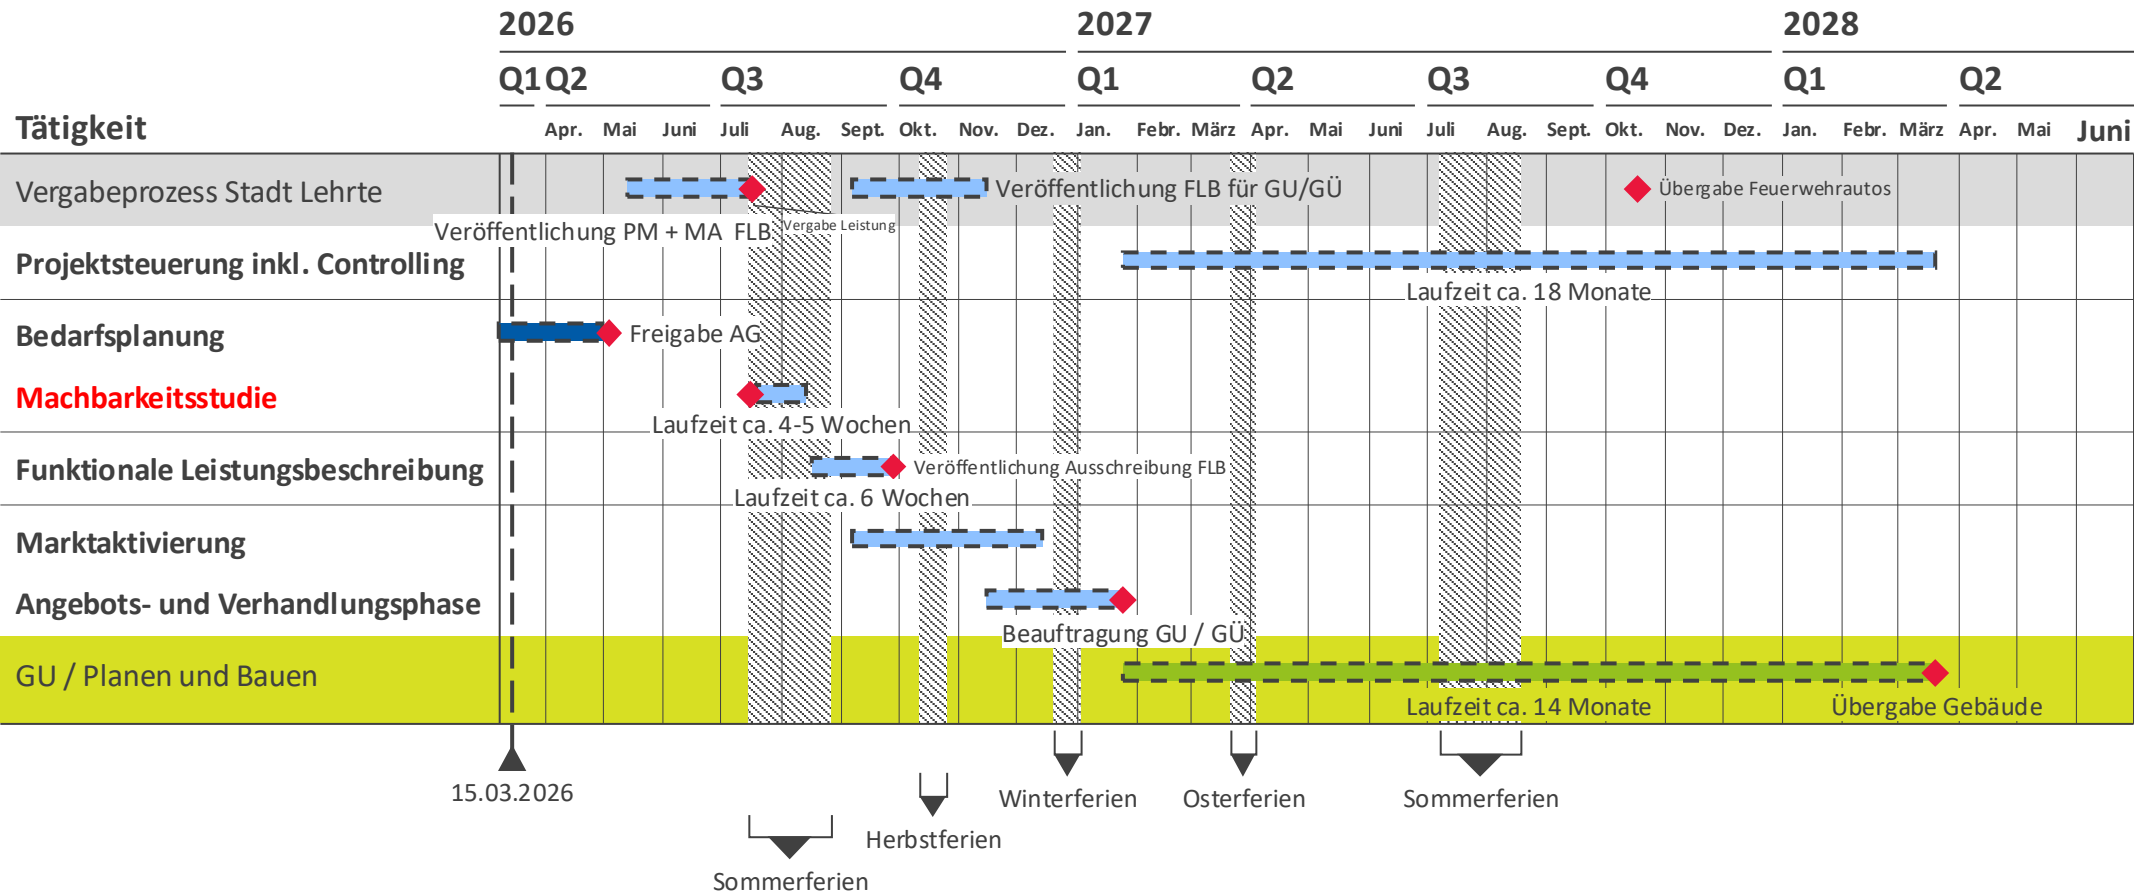 2026 2027 2028
Q1 Q2 Q3 Q4 Q1 Q2 Q3 Q4 Q1 Q2
Tätigkeit Apr. Mai Juni Juli Aug. Sept. Okt. Nov. Dez. Jan. Febr. März Apr. Mai Juni Juli Aug. Sept. Okt. Nov. Dez. Jan. Febr. März Apr. Mai Juni
Vergabeprozess Stadt Lehrte Veröffentlichung FLB für GU/GÜ Übergabe Feuerwehrautos
Veröffentlichung PM + MA FLB Vergabe Leistung
Projektsteuerung inkl. Controlling
Laufzeit ca. 18 Monate
Bedarfsplanung Freigabe AG
Machbarkeitsstudie
Laufzeit ca. 4-5 Wochen
Funktionale Leistungsbeschreibung Veröffentlichung Ausschreibung FLB
Laufzeit ca. 6 Wochen
Marktaktivierung
Angebots- und Verhandlungsphase
Beauftragung GU / GÜ
GU / Planen und Bauen
Laufzeit ca. 14 Monate Übergabe Gebäude
15.03.2026 Winterferien Osterferien Sommerferien
Herbstferien
Sommerferien